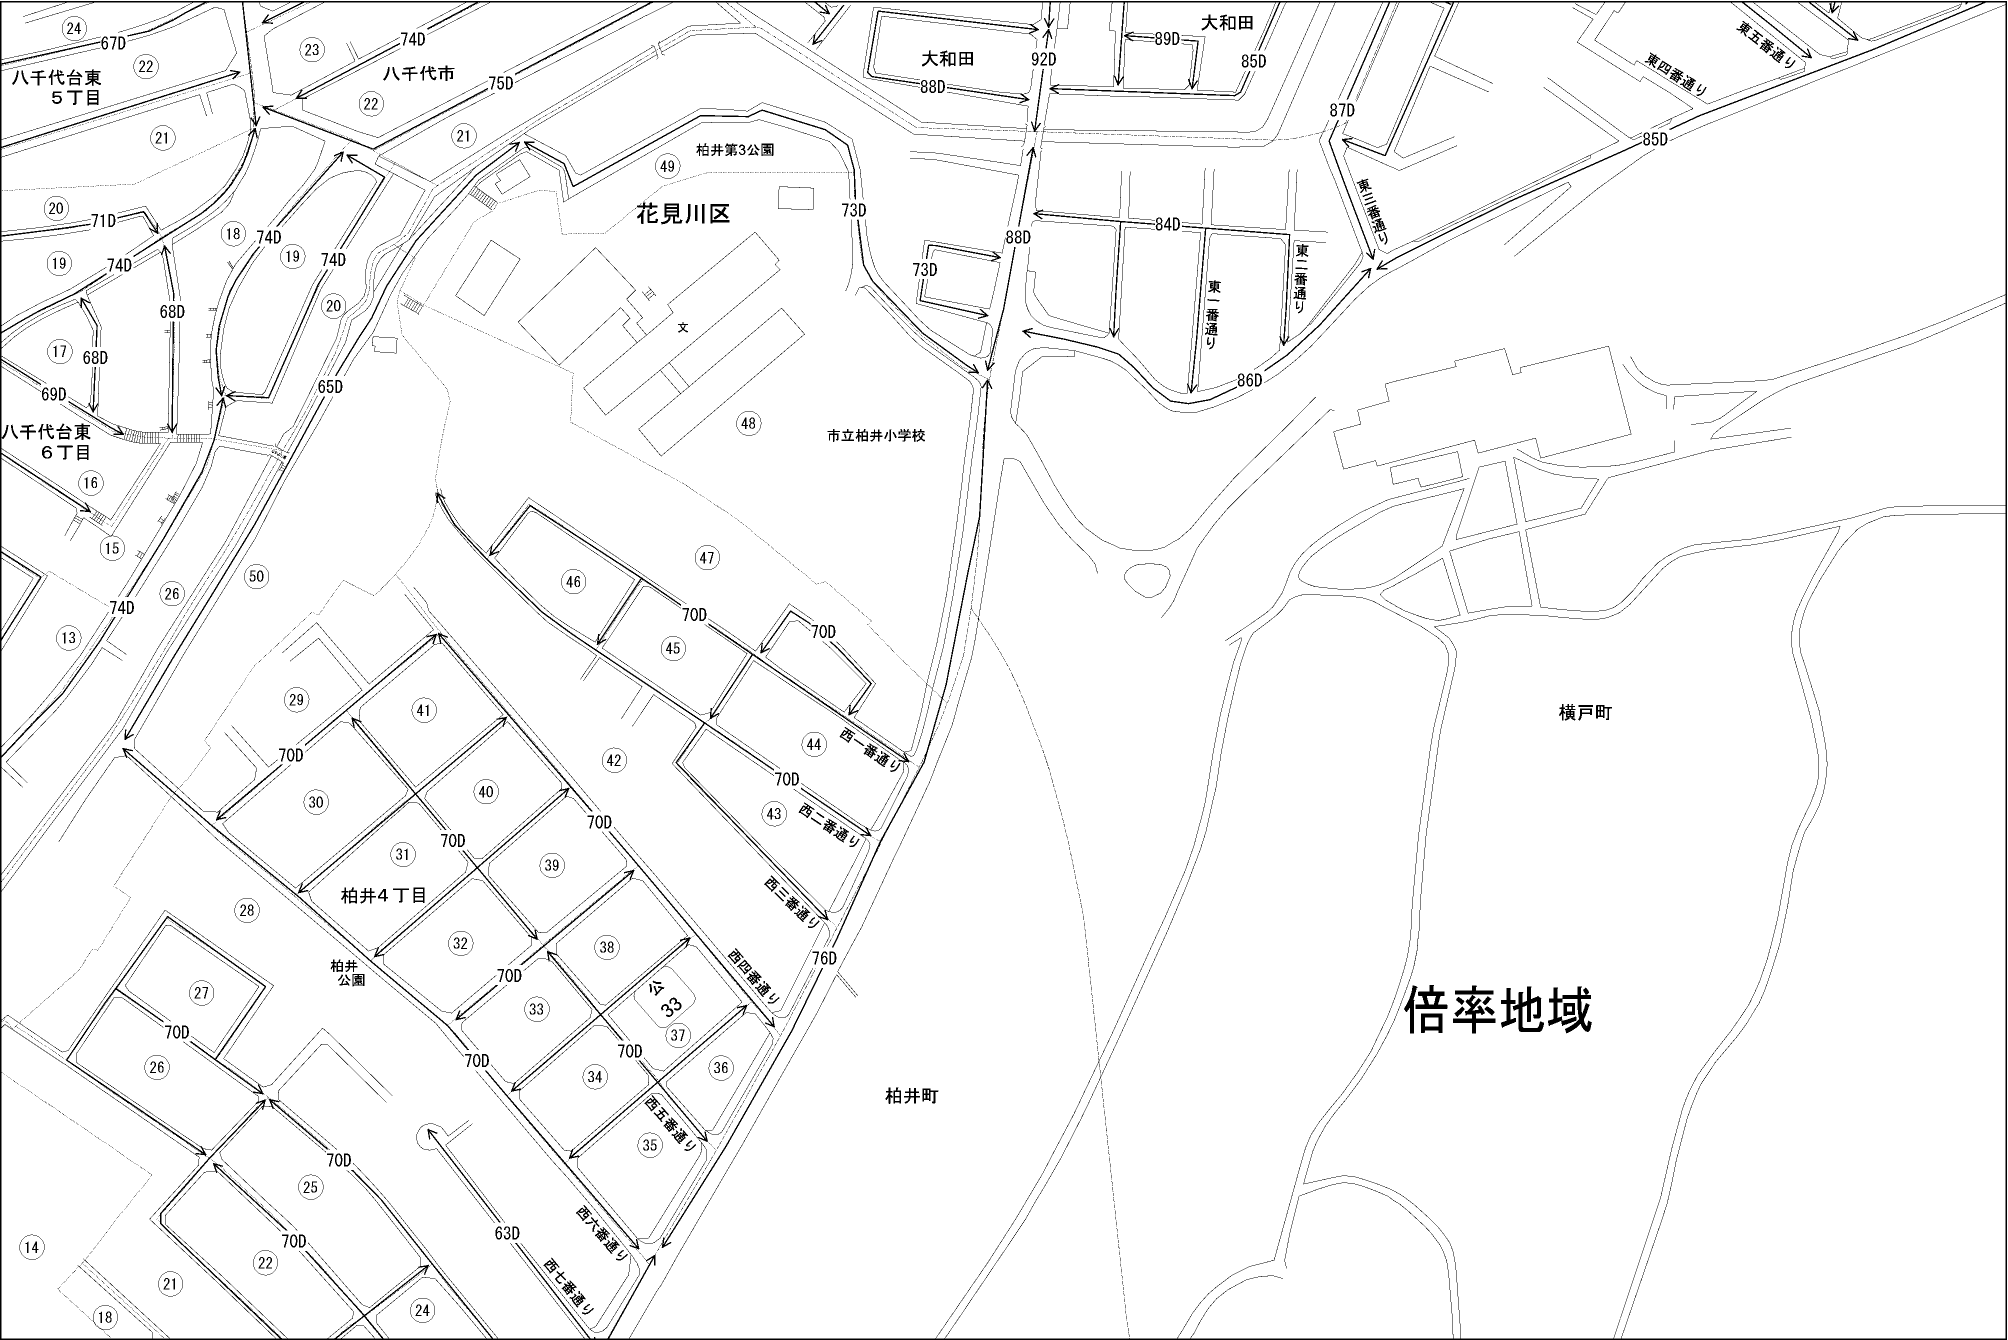 24
67D
22
八千代台東
5丁目
23
74D
八千代市
22
75D
21
21
大和田
88D
92D
89D
大和田
85D
87D
東五番通り
東四番通り
85D
49
柏井第3公園
花見川区
73D
20
71D
18
74D
19
74D
19
74D
20
68D
17
68D
69D
65D
88D
73D
84D
東三番通り
東二番通り
東一番通り
86D
文
48
市立柏井小学校
八千代台東
6丁目
16
15
50
26
74D
13
47
46
70D
45
70D
29
41
44
西一番通り
42
70D
43
西二番通り
横戸町
70D
30
40
70D
70D
31
39
西三番通り
柏井4丁目
28
32
38
西四番通り
76D
柏井
公園
70D
27
33
公
33
37
倍率地域
70D
26
70D
70D
34
36
柏井町
西五番通り
35
70D
25
63D
西六番通り
70D
14
22
21
西七番通り
24
18